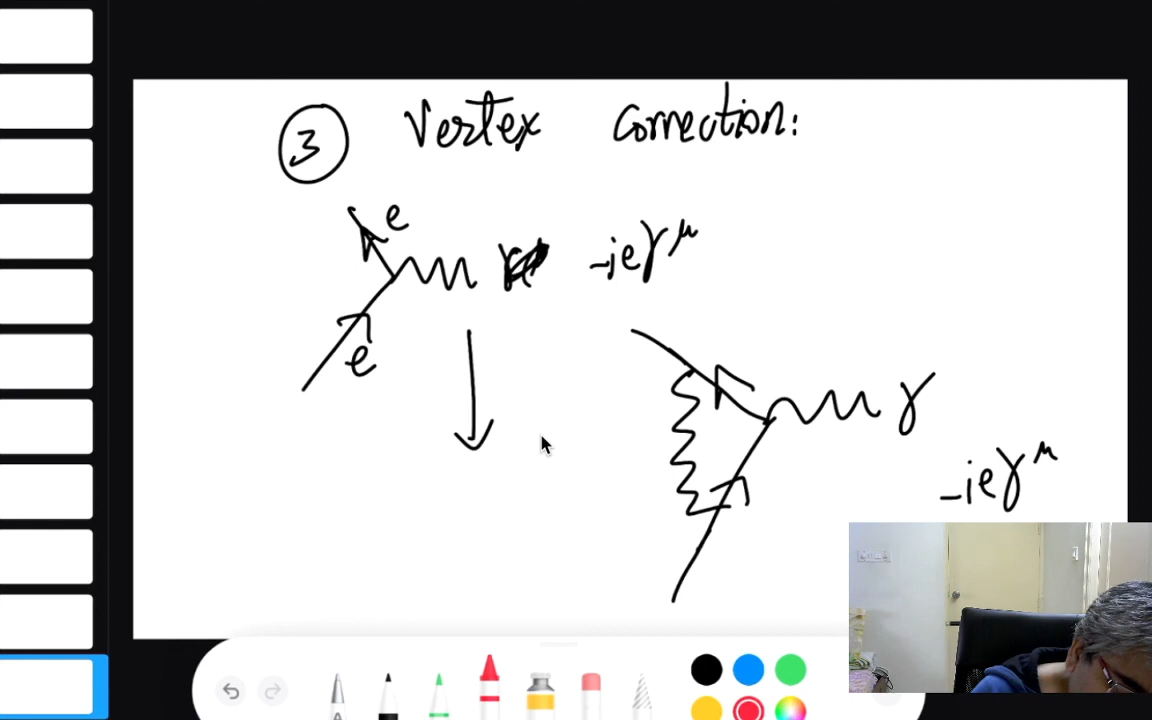 ③ Vertex Correction:
e
-ieγ^μ
e
γ
-ieγ^μ